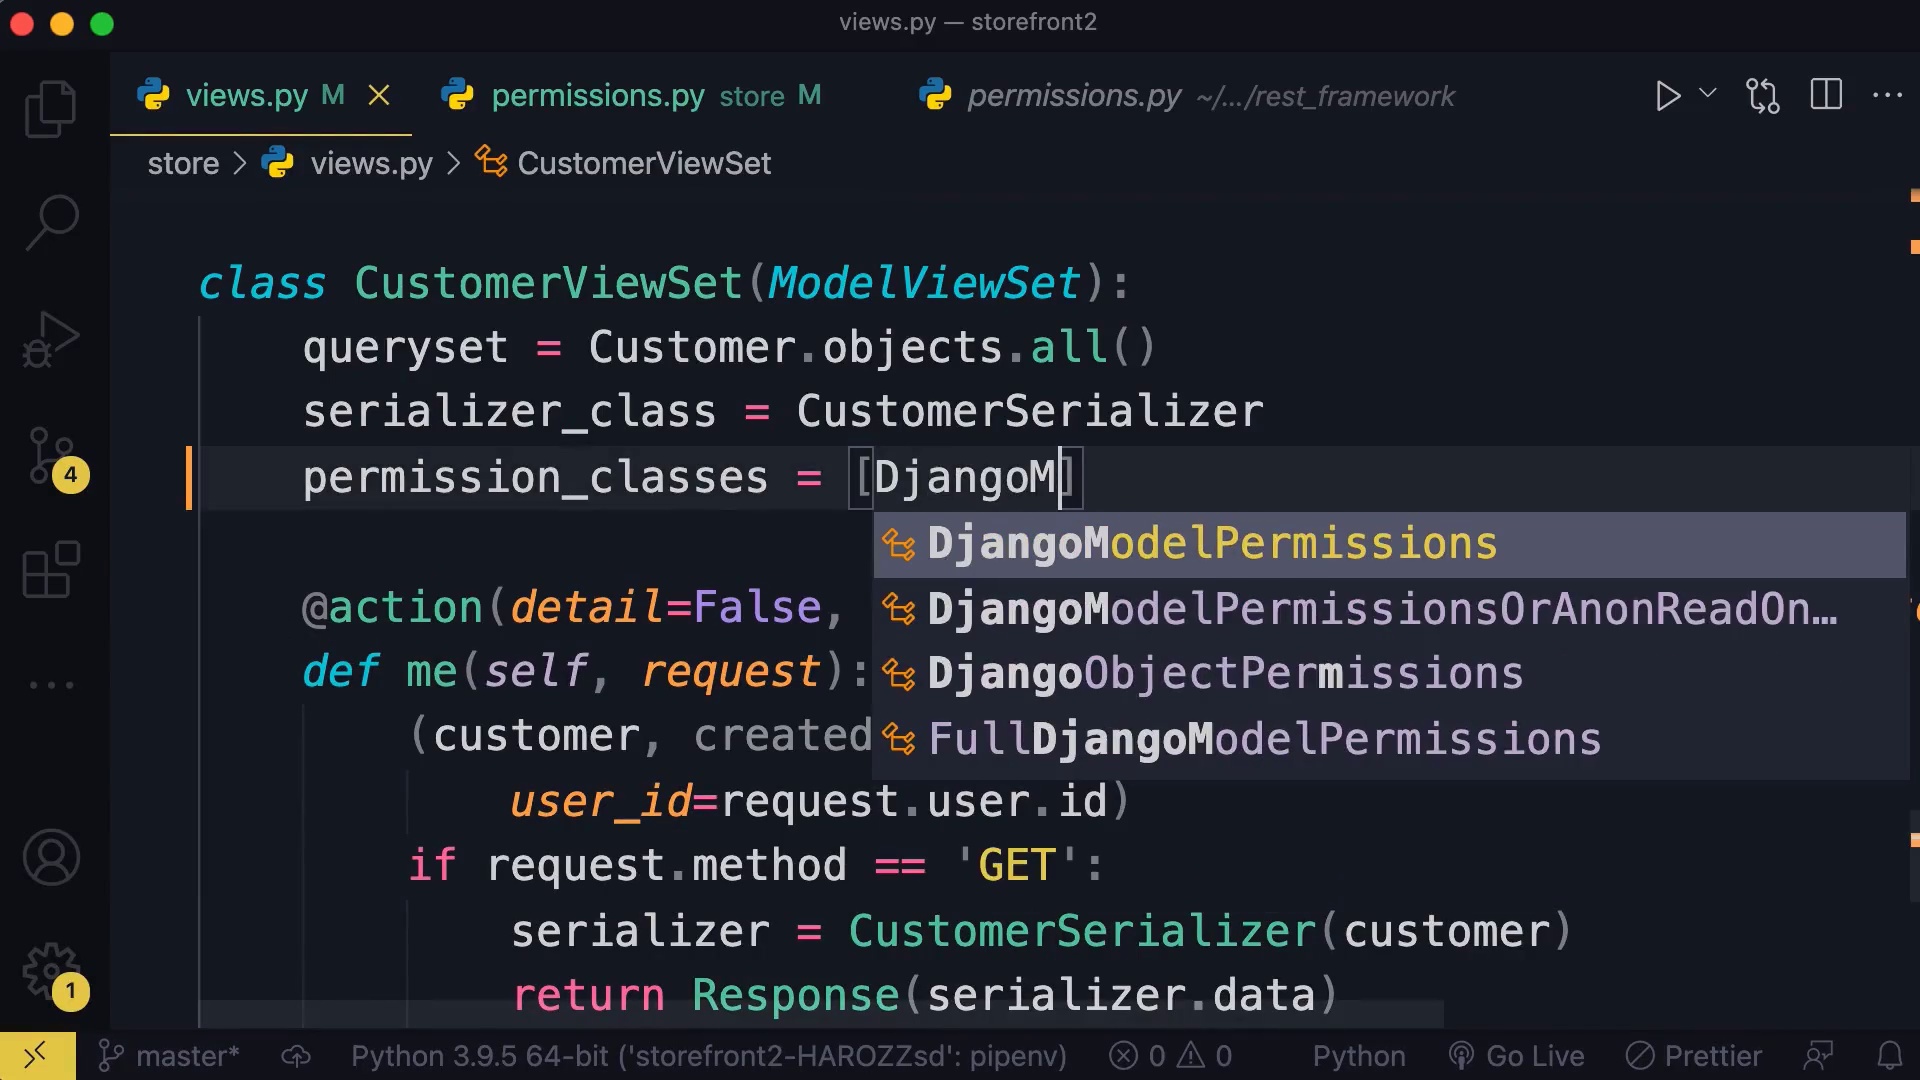 views.py — storefront2
views.py M permissions.py store M permissions.py ~/.../rest_framework
store > views.py > CustomerViewSet
class CustomerViewSet(ModelViewSet):
queryset = Customer.objects.all()
serializer_class = CustomerSerializer
permission_classes = [DjangoM]
DjangoModelPermissions
@action(detail=False, DjangoModelPermissionsOrAnonReadOn…
def me(self, request): DjangoObjectPermissions
(customer, created FullDjangoModelPermissions
user_id=request.user.id)
if request.method == 'GET':
serializer = CustomerSerializer(customer)
return Response(serializer.data)
4
1
master* Python 3.9.5 64-bit ('storefront2-HAROZZsd': pipenv) 0 0 Python Go Live Prettier